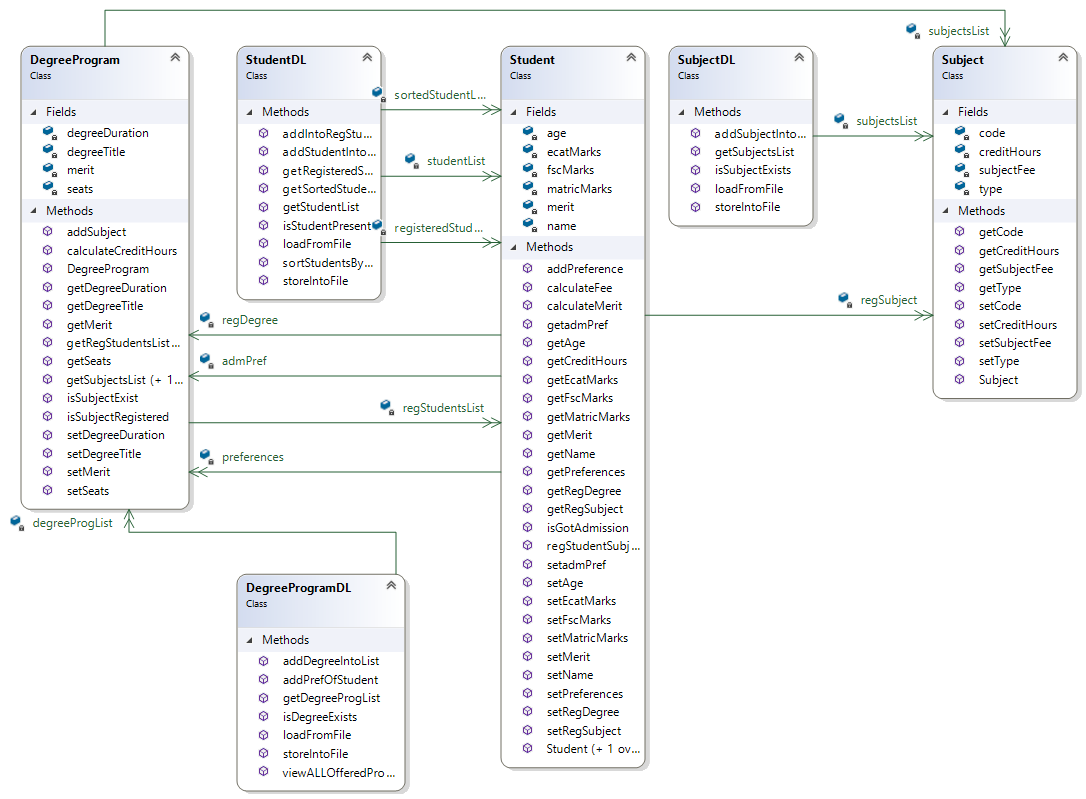 subjectsList
DegreeProgram
Class
Fields
degreeDuration
degreeTitle
merit
seats
Methods
addSubject
calculateCreditHours
DegreeProgram
getDegreeDuration
getDegreeTitle
getMerit
getRegStudentsList...
getSeats
getSubjectsList (+ 1...
isSubjectExist
isSubjectRegistered
setDegreeDuration
setDegreeTitle
setMerit
setSeats
StudentDL
Class
Methods
addIntoRegStu...
addStudentInto...
getRegisteredS...
getSortedStude...
getStudentList
isStudentPresent
loadFromFile
sortStudentsBy...
storeIntoFile
sortedStudentL...
studentList
registeredStud...
regDegree
admPref
regStudentsList
preferences
Student
Class
Fields
age
ecatMarks
fscMarks
matricMarks
merit
name
Methods
addPreference
calculateFee
calculateMerit
getadmPref
getAge
getCreditHours
getEcatMarks
getFscMarks
getMatricMarks
getMerit
getName
getPreferences
getRegDegree
getRegSubject
isGotAdmission
regStudentSubj...
setadmPref
setAge
setEcatMarks
setFscMarks
setMatricMarks
setMerit
setName
setPreferences
setRegDegree
setRegSubject
Student (+ 1 ov...
SubjectDL
Class
Methods
addSubjectInto...
getSubjectsList
isSubjectExists
loadFromFile
storeIntoFile
subjectsList
regSubject
Subject
Class
Fields
code
creditHours
subjectFee
type
Methods
getCode
getCreditHours
getSubjectFee
getType
setCode
setCreditHours
setSubjectFee
setType
Subject
degreeProgList
DegreeProgramDL
Class
Methods
addDegreeIntoList
addPrefOfStudent
getDegreeProgList
isDegreeExists
loadFromFile
storeIntoFile
viewALLOfferedPro...